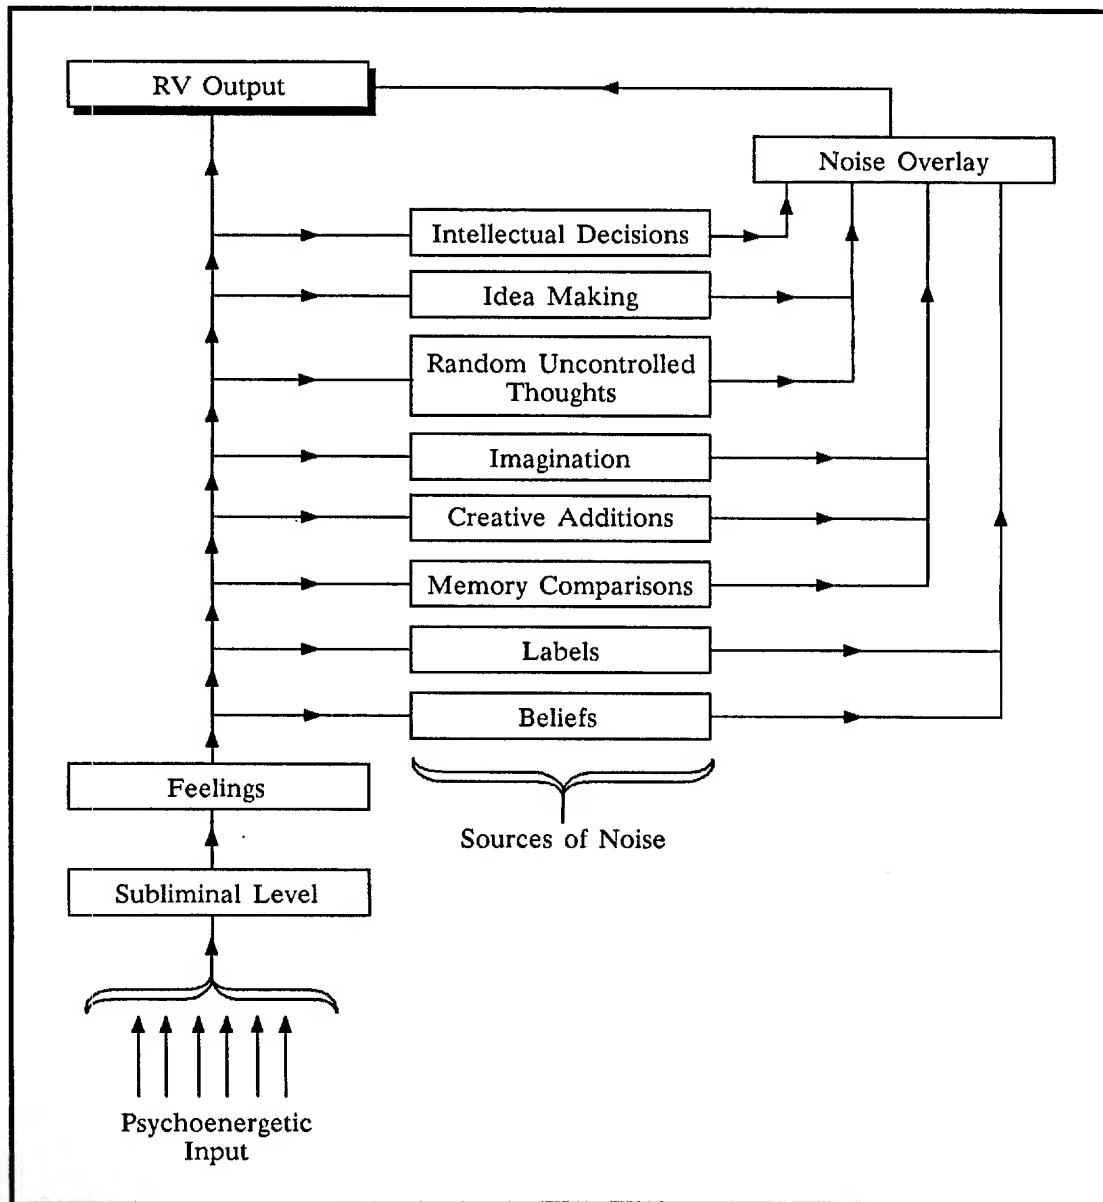 RV Output
Noise Overlay
Intellectual Decisions
Idea Making
Random Uncontrolled
Thoughts
Imagination
Creative Additions
Memory Comparisons
Labels
Beliefs
Feelings
Sources of Noise
Subliminal Level
Psychoenergetic
Input